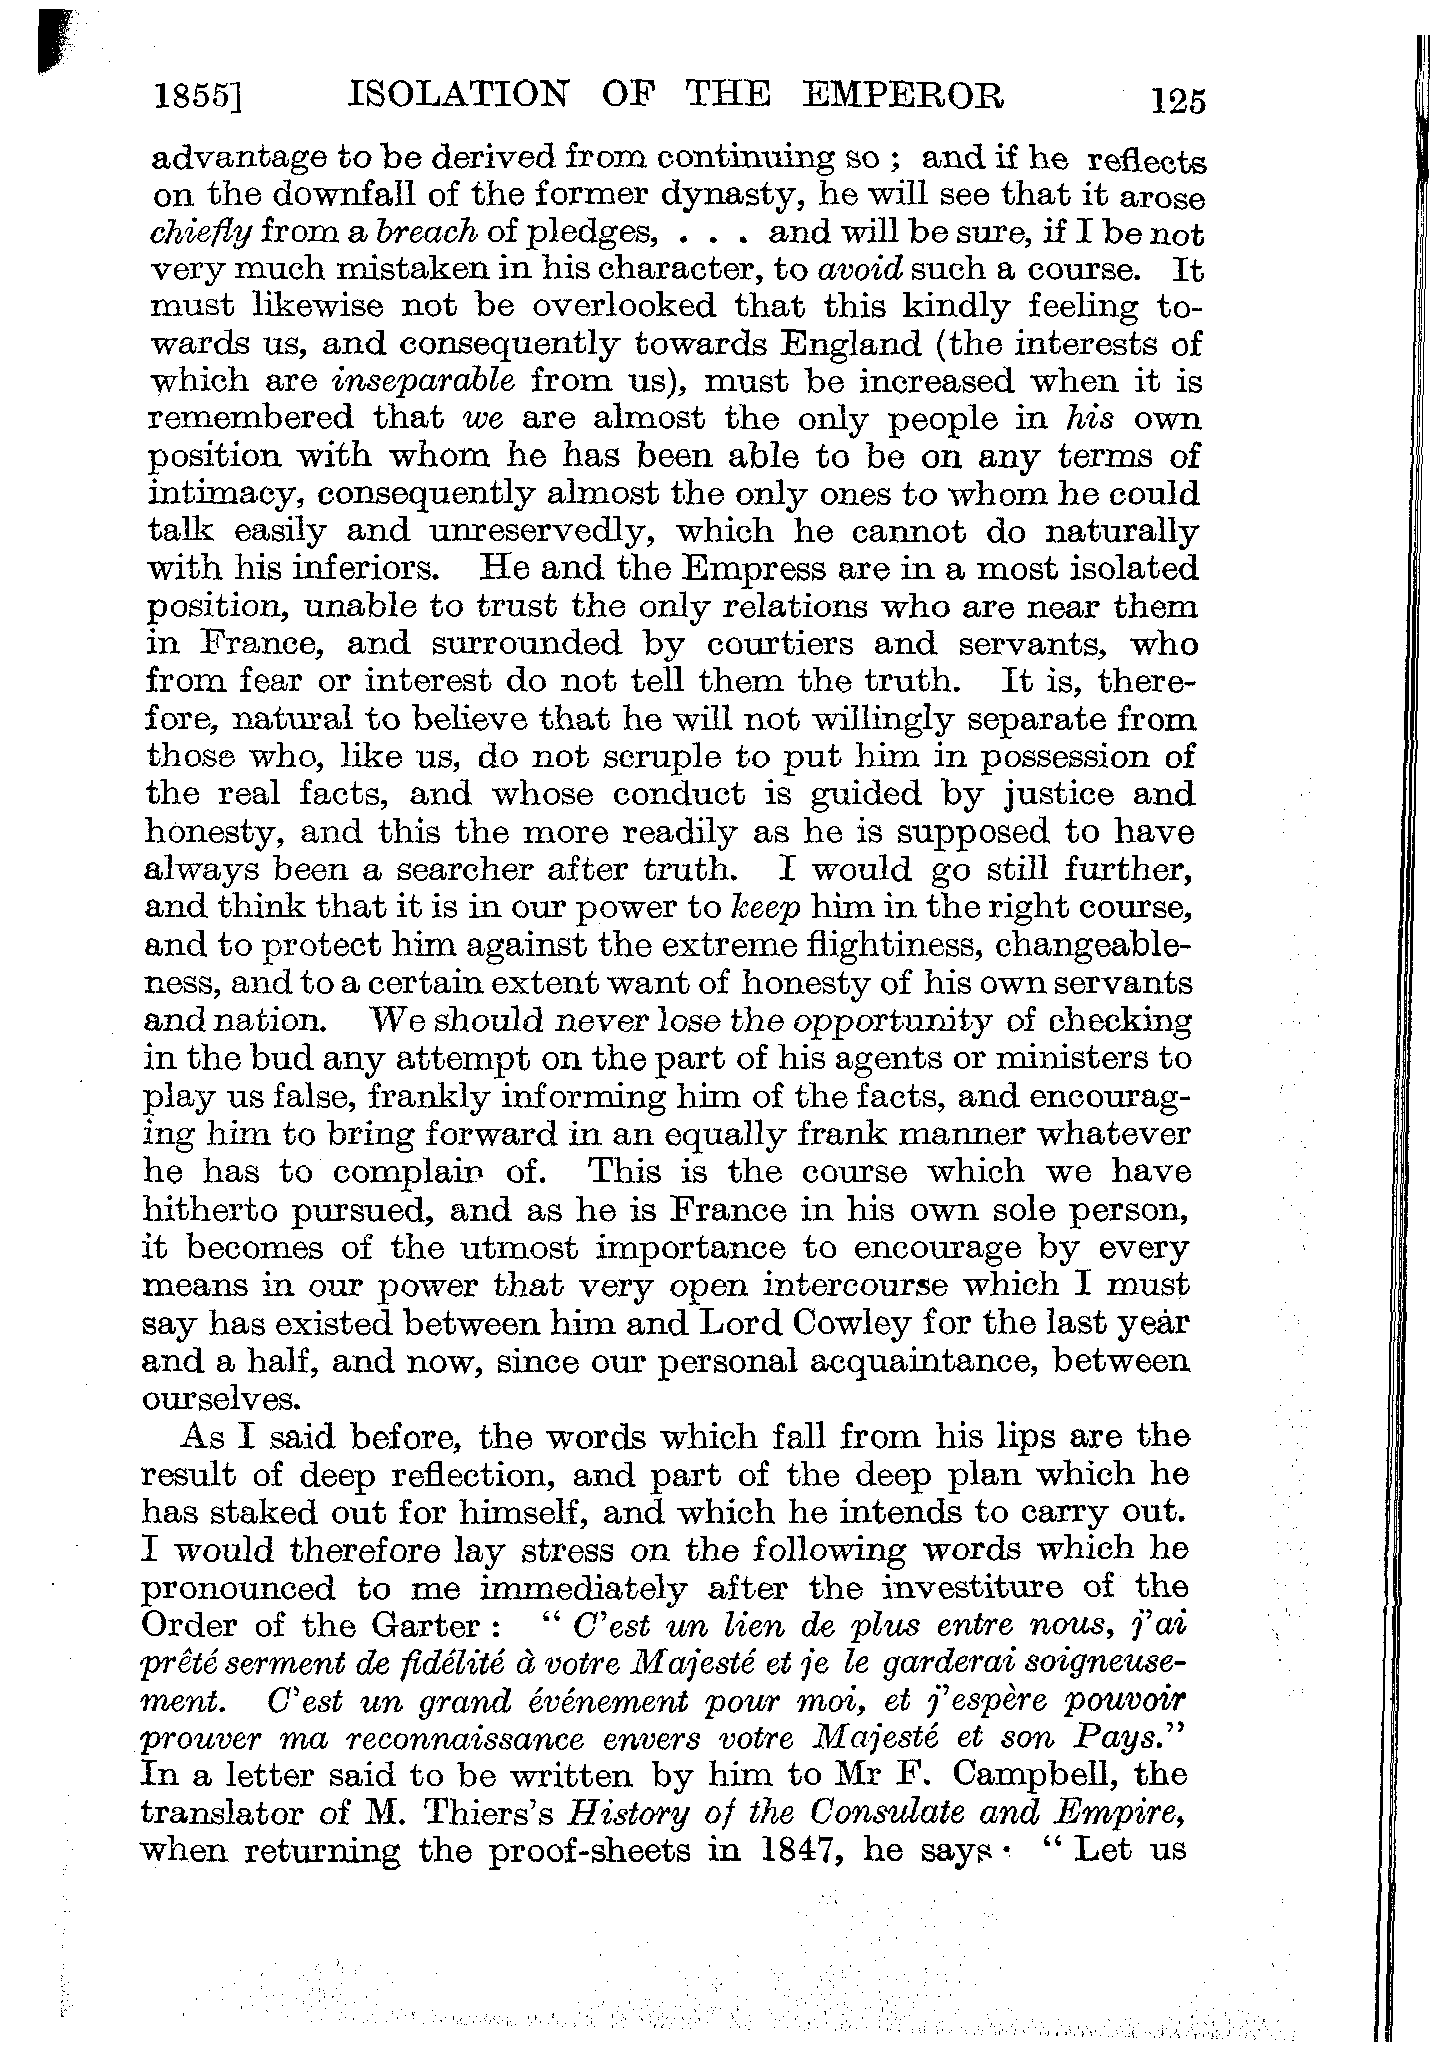 1855] ISOLATION OF THE EMPEROR 125
advantage to be derived from continuing so ; and if he reflects
on the downfall of the former dynasty, he will see that it arose
chiefly from a breach of pledges, . . . and will be sure, if I be not
very much mistaken in his character, to avoid such a course. It
must likewise not be overlooked that this kindly feeling to-
wards us, and consequently towards England (the interests of
which are inseparable from us), must be increased when it is
remembered that we are almost the only people in his own
position with whom he has been able to be on any terms of
intimacy, consequently almost the only ones to whom he could
talk easily and unreservedly, which he cannot do naturally
with his inferiors. He and the Empress are in a most isolated
position, unable to trust the only relations who are near them
in France, and surrounded by courtiers and servants, who
from fear or interest do not tell them the truth. It is, there-
fore, natural to believe that he will not willingly separate from
those who, like us, do not scruple to put him in possession of
the real facts, and whose conduct is guided by justice and
honesty, and this the more readily as he is supposed to have
always been a searcher after truth. I would go still further,
and think that it is in our power to keep him in the right course,
and to protect him against the extreme flightiness, changeable-
ness, and to a certain extent want of honesty of his own servants
and nation. We should never lose the opportunity of checking
in the bud any attempt on the part of his agents or ministers to
play us false, frankly informing him of the facts, and encourag-
ing him to bring forward in an equally frank manner whatever
he has to complain of. This is the course which we have
hitherto pursued, and as he is France in his own sole person,
it becomes of the utmost importance to encourage by every
means in our power that very open intercourse which I must
say has existed between him and Lord Cowley for the last year
and a half, and now, since our personal acquaintance, between
ourselves.
As I said before, the words which fall from his lips are the
result of deep reflection, and part of the deep plan which he
has staked out for himself, and which he intends to carry out.
I would therefore lay stress on the following words which he
pronounced to me immediately after the investiture of the
Order of the Garter : " C'est un lien de plus entre nous, j'ai
prêté serment de fidélité à votre Majesté et je le garderai soigneuse-
ment. C'est un grand événement pour moi, et j'espère pouvoir
prouver ma reconnaissance envers votre Majesté et son Pays."
In a letter said to be written by him to Mr F. Campbell, the
translator of M. Thiers's History of the Consulate and Empire,
when returning the proof-sheets in 1847, he says : " Let us